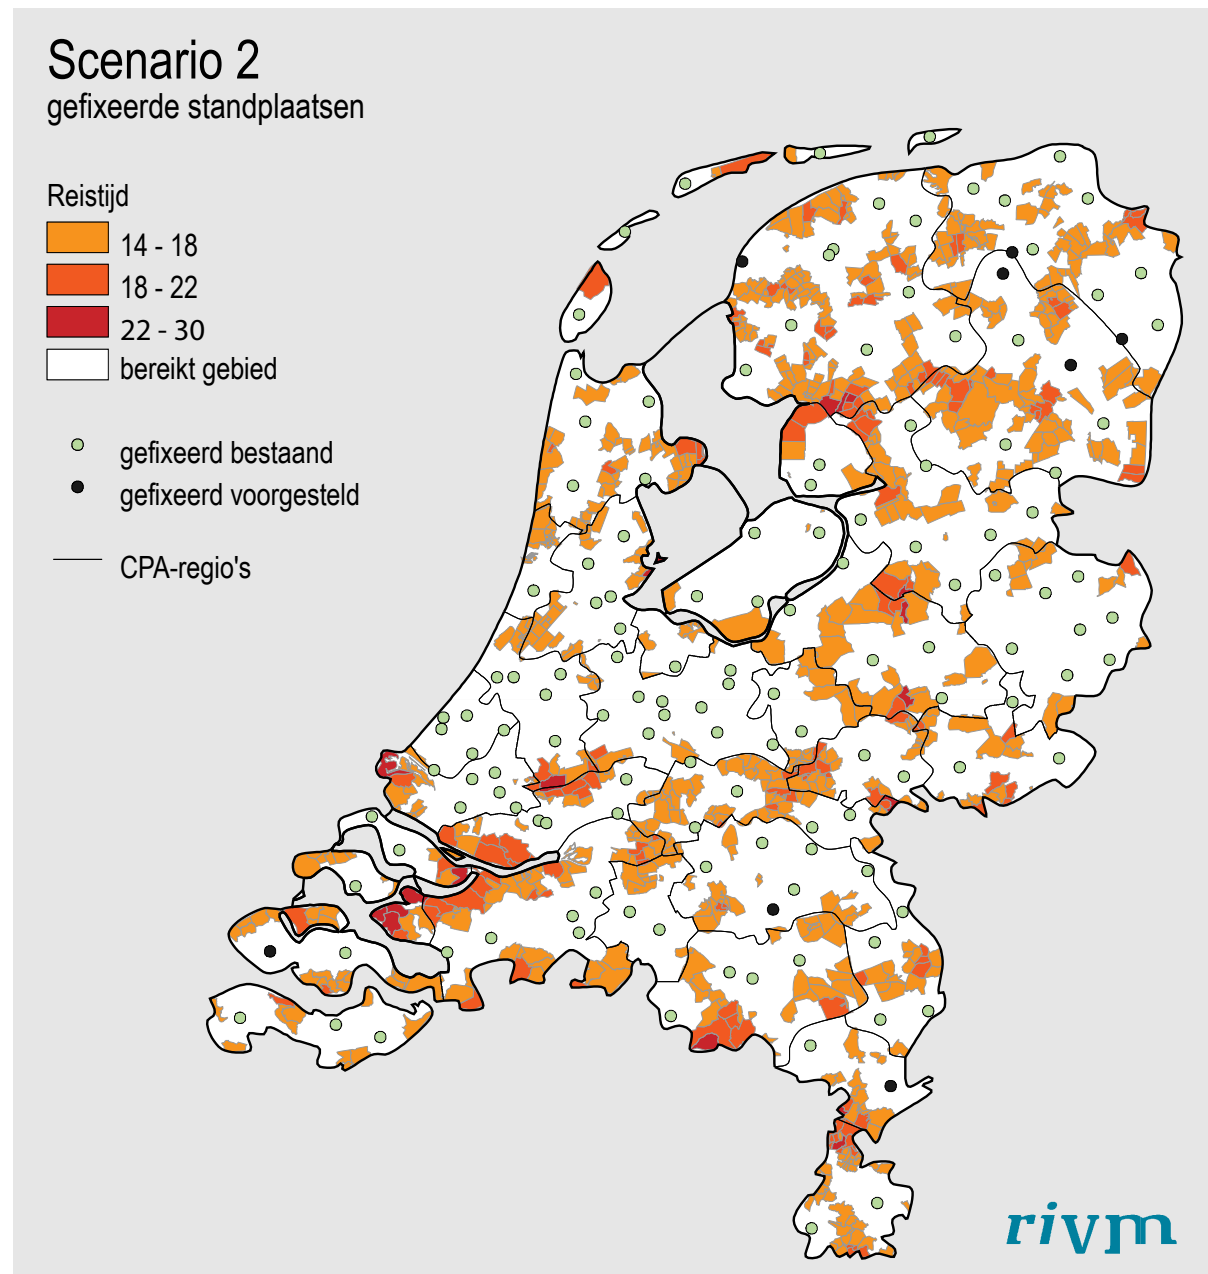 Scenario 2
gefixeerde standplaatsen
Reistijd
14 - 18
18 - 22
22 - 30
bereikt gebied
gefixeerd bestaand
gefixeerd voorgesteld
CPA-regio's
rivm